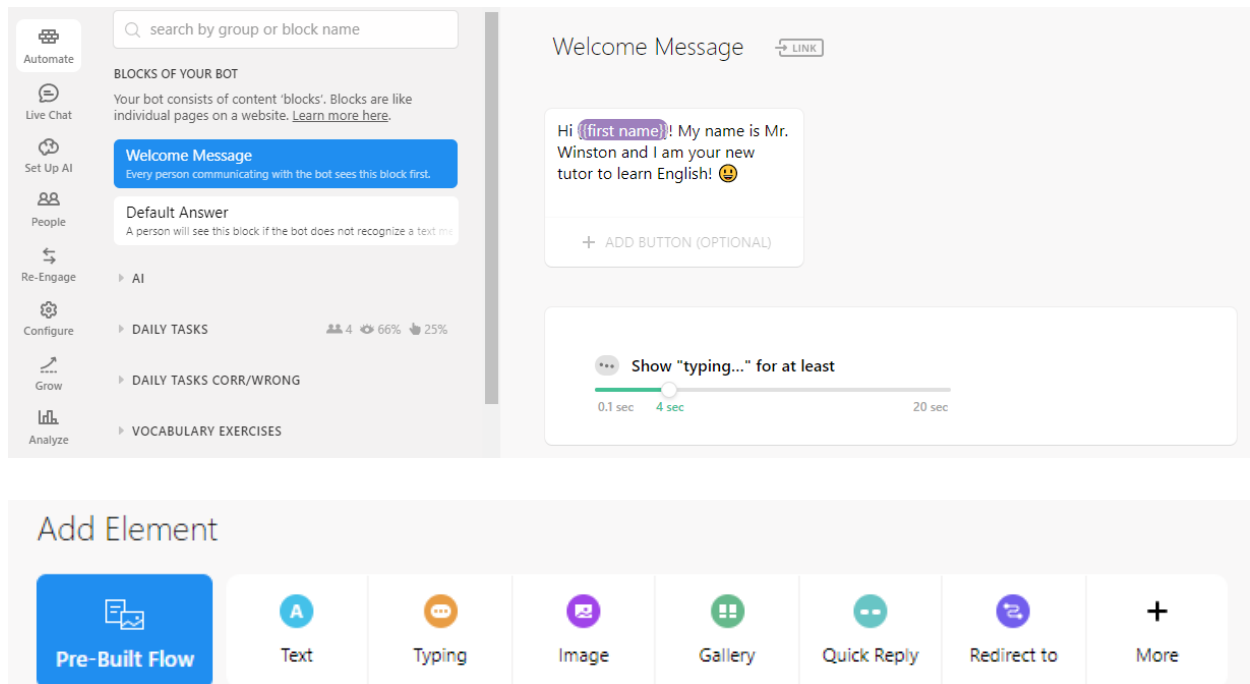 Automate
Live Chat
Set Up AI
People
Re-Engage
Configure
Grow
Analyze
search by group or block name
BLOCKS OF YOUR BOT
Your bot consists of content 'blocks'. Blocks are like
individual pages on a website. Learn more here.
Welcome Message
Every person communicating with the bot sees this block first.
Default Answer
A person will see this block if the bot does not recognize a text
AI
DAILY TASKS 4 66% 25%
DAILY TASKS CORR/WRONG
VOCABULARY EXERCISES
Welcome Message LINK
Hi {{first name}}! My name is Mr.
Winston and I am your new
tutor to learn English! 😀
+ ADD BUTTON (OPTIONAL)
Show "typing..." for at least
0.1 sec 4 sec 20 sec
Add Element
Pre-Built Flow
A
Text
Typing
Image
Gallery
Quick Reply
Redirect to
+
More